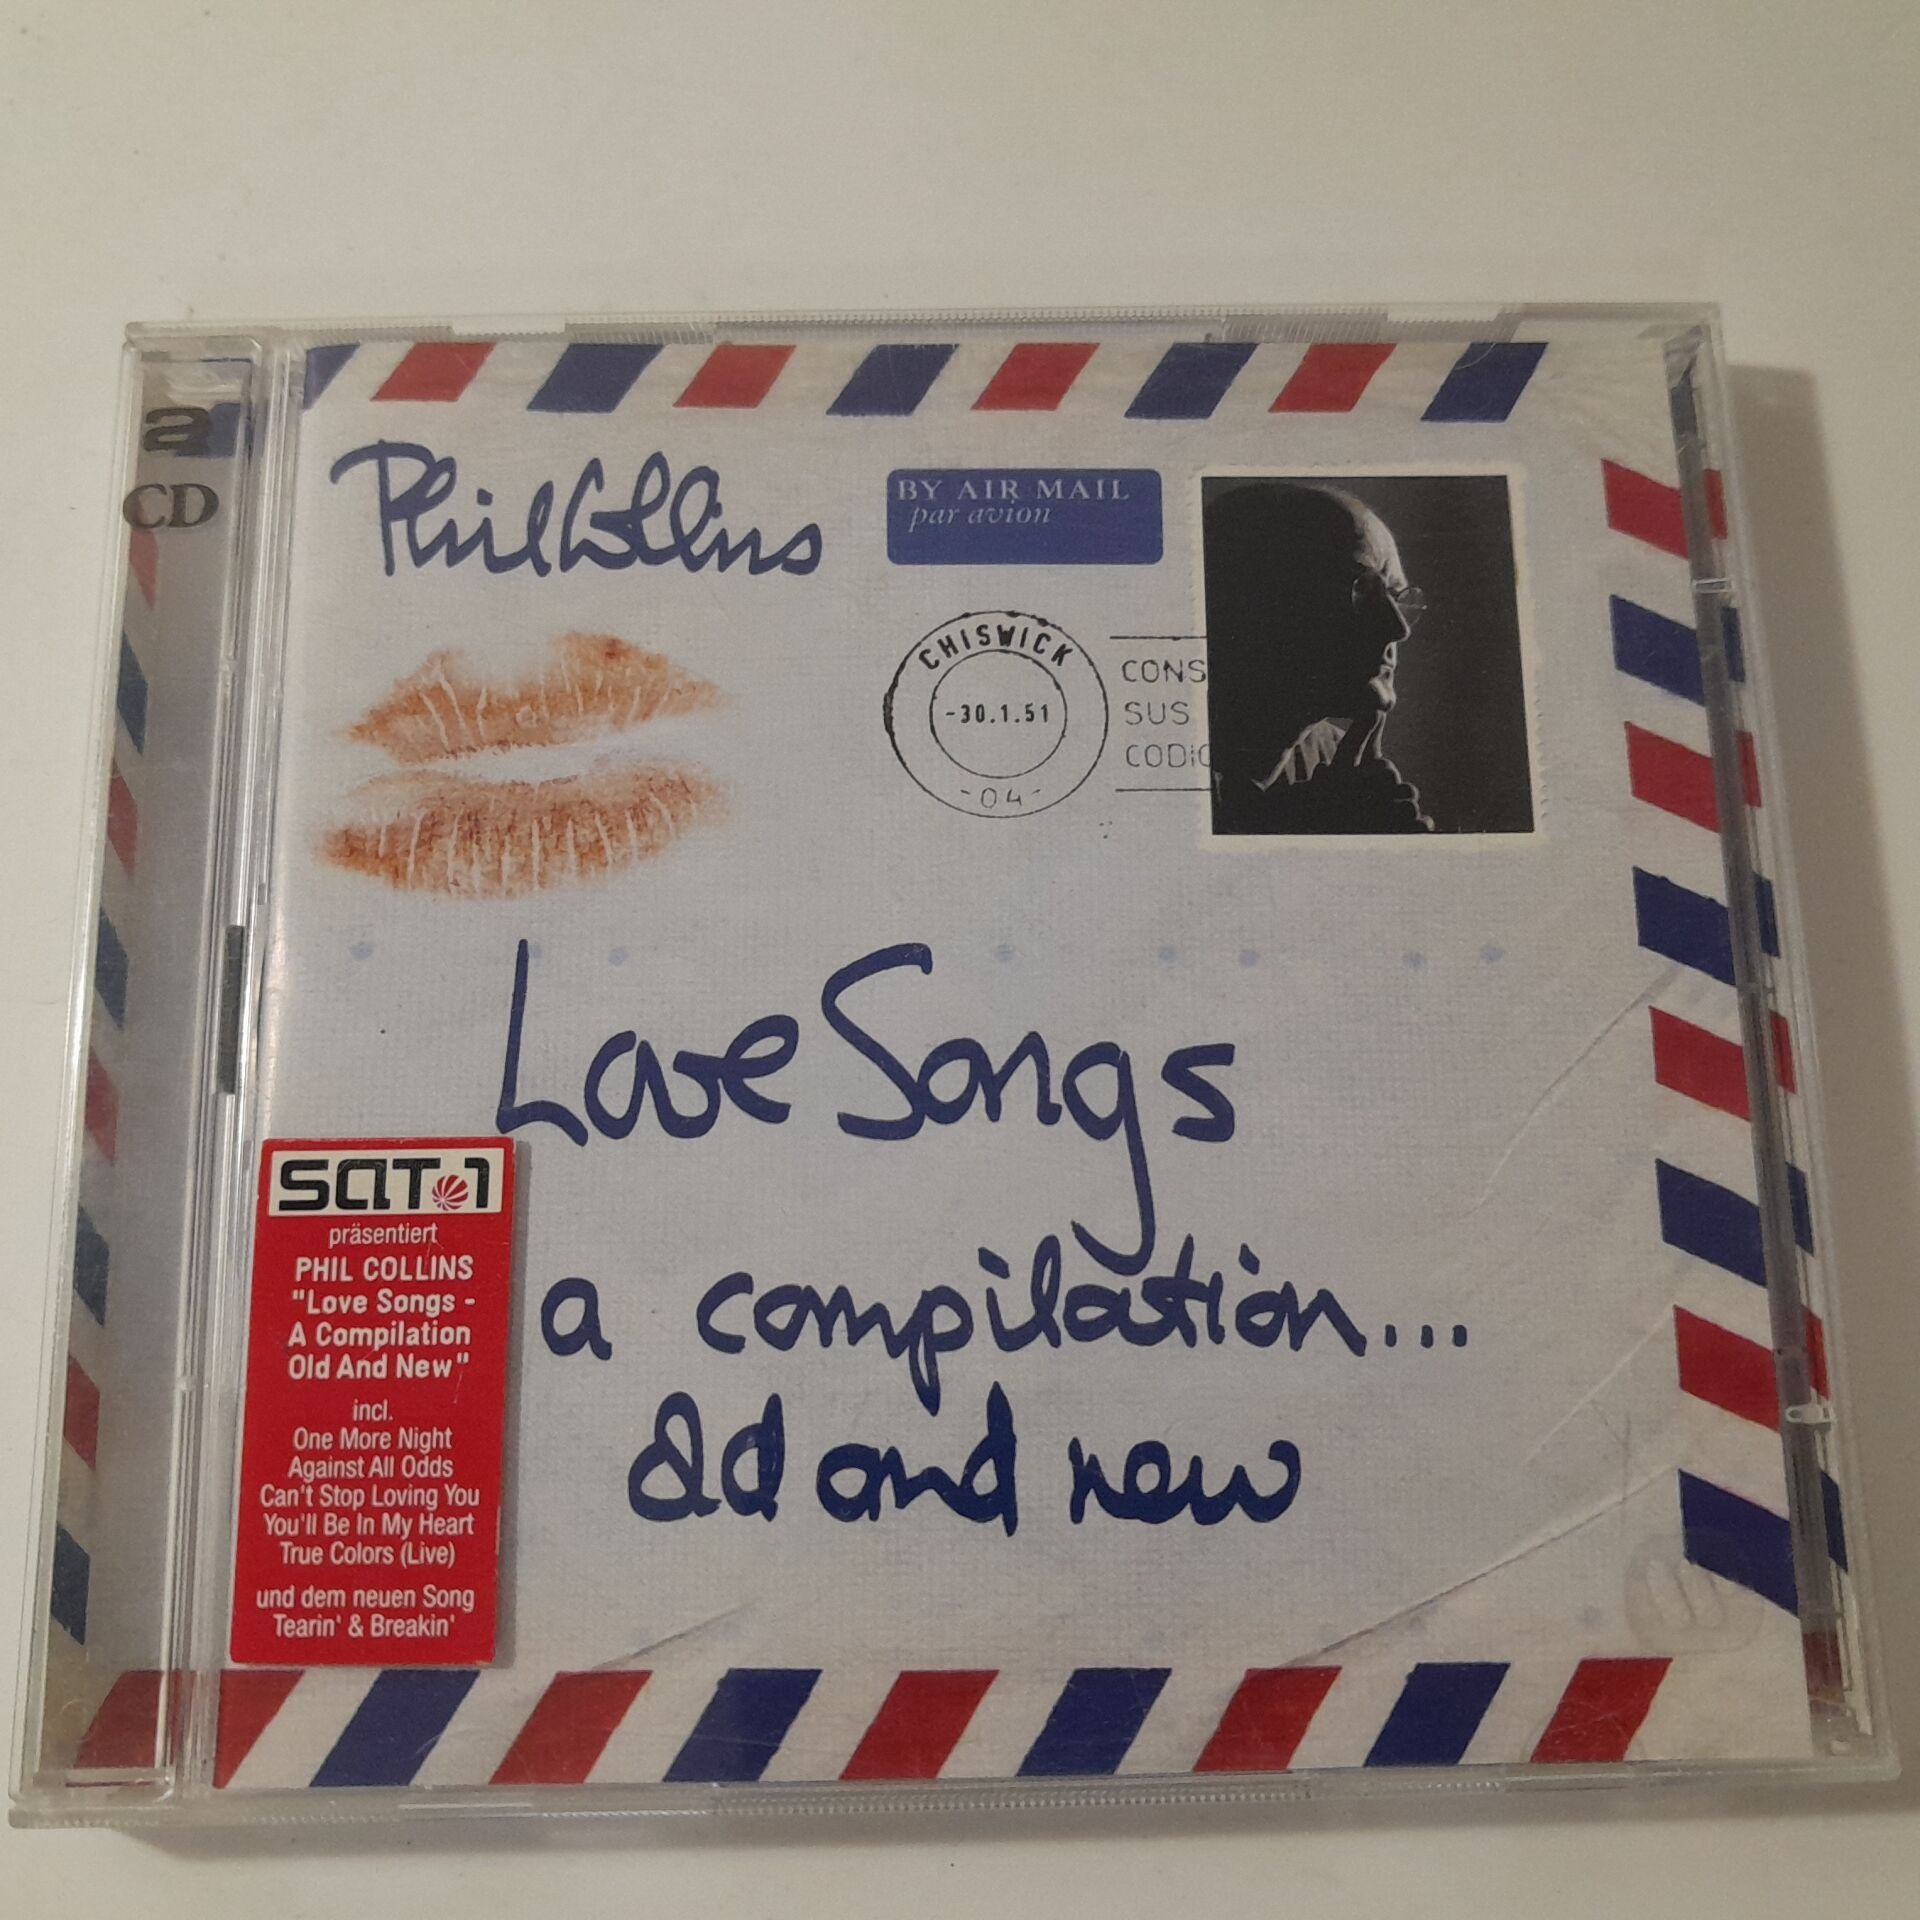 2
CD
Phil Collins
BY AIR MAIL
par avion
CHISWICK
-30.1.51
-04-
CONS
SUS
CODIC
Love Songs
a compilation...
old and new
SAT.1
präsentiert
PHIL COLLINS
"Love Songs -
A Compilation
Old And New"
incl.
One More Night
Against All Odds
Can't Stop Loving You
You'll Be In My Heart
True Colors (Live)
und dem neuen Song
Tearin' & Breakin'